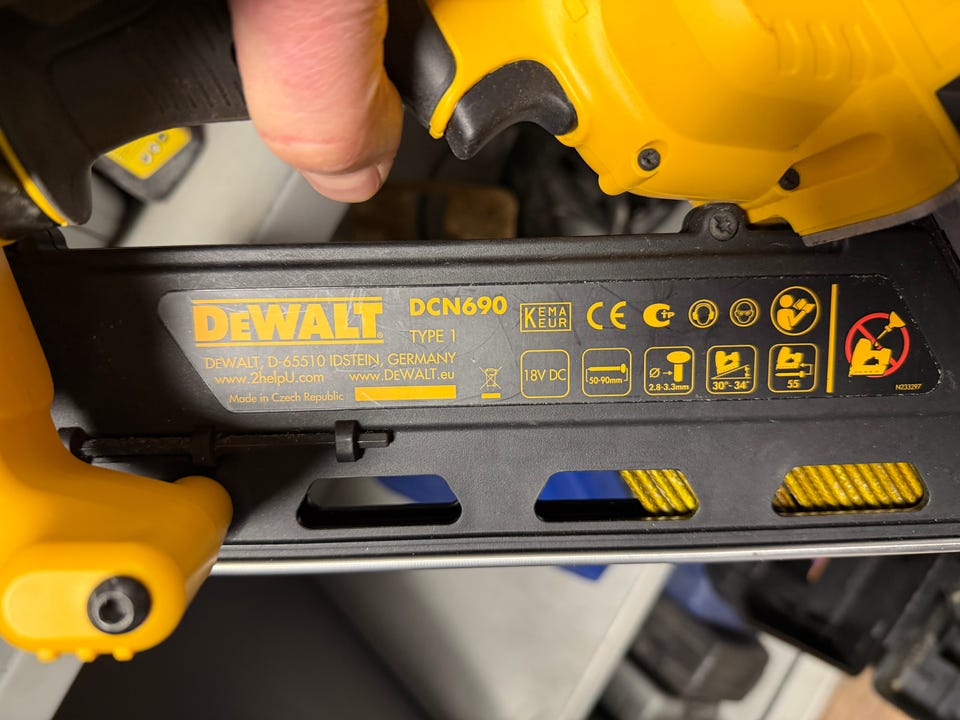 DEWALT
DCN690
TYPE 1
DEWALT, D-65510 IDSTEIN, GERMANY
www.2helpU.com www.DEWALT.eu
Made in Czech Republic
KEMA
KEUR
CE
18V DC
50-90mm
Ø
2.8-3.3mm
30°- 34°
55
N233297